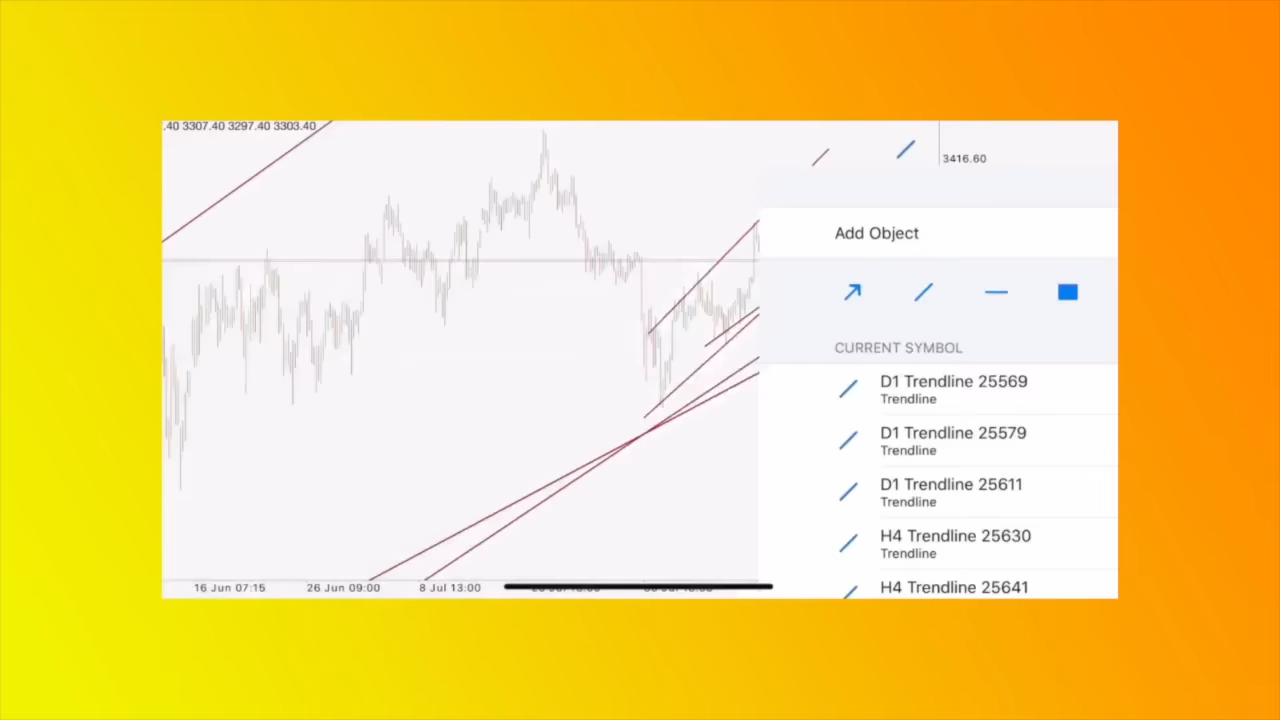 .40 3307.40 3297.40 3303.40
3416.60
Add Object
CURRENT SYMBOL
D1 Trendline 25569
Trendline
D1 Trendline 25579
Trendline
D1 Trendline 25611
Trendline
H4 Trendline 25630
Trendline
H4 Trendline 25641
16 Jun 07:15 26 Jun 09:00 8 Jul 13:00